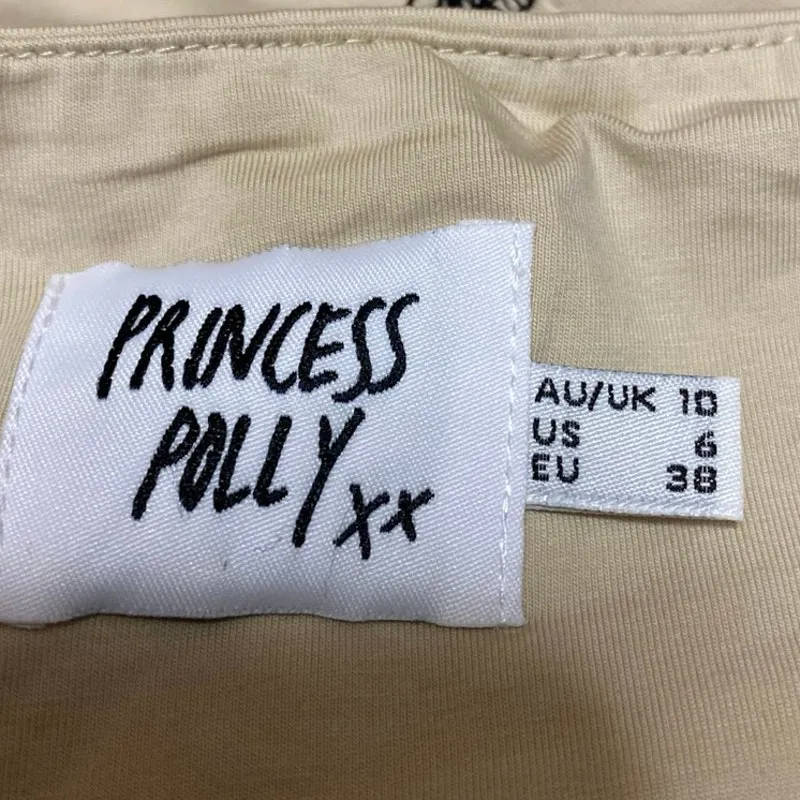 PRINCESS
POLLY xx
AU/UK 10
US 6
EU 38